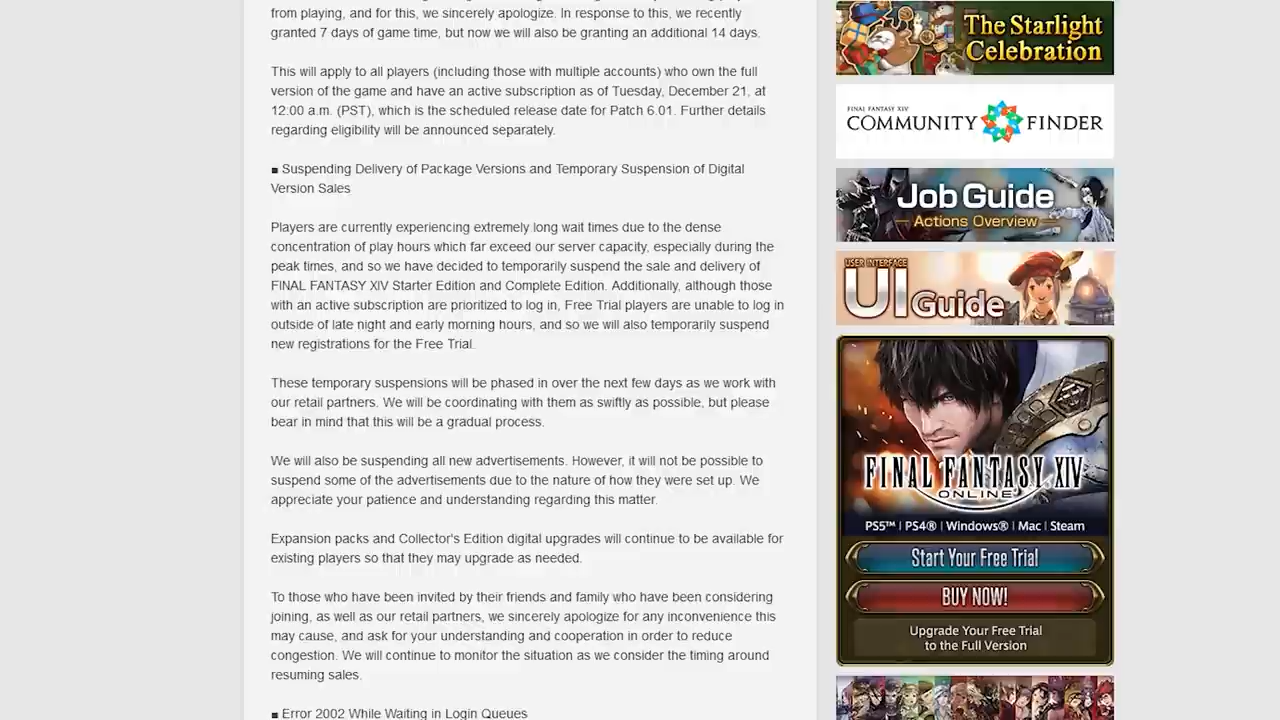 from playing, and for this, we sincerely apologize. In response to this, we recently
granted 7 days of game time, but now we will also be granting an additional 14 days.
This will apply to all players (including those with multiple accounts) who own the full
version of the game and have an active subscription as of Tuesday, December 21, at
12:00 a.m. (PST), which is the scheduled release date for Patch 6.01. Further details
regarding eligibility will be announced separately.
■ Suspending Delivery of Package Versions and Temporary Suspension of Digital
Version Sales
Players are currently experiencing extremely long wait times due to the dense
concentration of play hours which far exceed our server capacity, especially during the
peak times, and so we have decided to temporarily suspend the sale and delivery of
FINAL FANTASY XIV Starter Edition and Complete Edition. Additionally, although those
with an active subscription are prioritized to log in, Free Trial players are unable to log in
outside of late night and early morning hours, and so we will also temporarily suspend
new registrations for the Free Trial.
These temporary suspensions will be phased in over the next few days as we work with
our retail partners. We will be coordinating with them as swiftly as possible, but please
bear in mind that this will be a gradual process.
We will also be suspending all new advertisements. However, it will not be possible to
suspend some of the advertisements due to the nature of how they were set up. We
appreciate your patience and understanding regarding this matter.
Expansion packs and Collector's Edition digital upgrades will continue to be available for
existing players so that they may upgrade as needed.
To those who have been invited by their friends and family who have been considering
joining, as well as our retail partners, we sincerely apologize for any inconvenience this
may cause, and ask for your understanding and cooperation in order to reduce
congestion. We will continue to monitor the situation as we consider the timing around
resuming sales.
■ Error 2002 While Waiting in Login Queues
The Starlight
Celebration
FINAL FANTASY XIV
COMMUNITY FINDER
Job Guide
Actions Overview
USER INTERFACE
UI Guide
FINAL FANTASY XIV
ONLINE
PS5™ | PS4® | Windows® | Mac | Steam
Start Your Free Trial
BUY NOW!
Upgrade Your Free Trial
to the Full Version